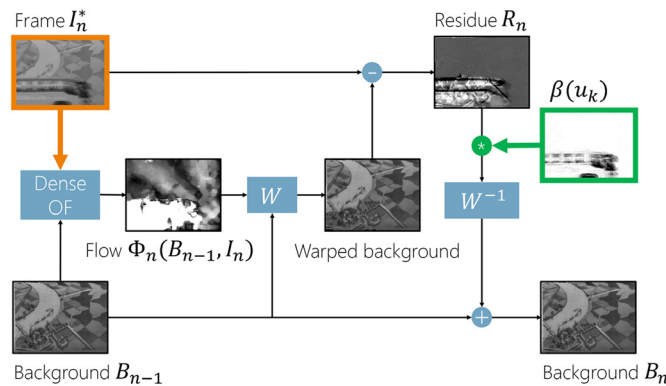 Frame $I_n^*$
Residue $R_n$
$\beta(u_k)$
-
*
Dense
OF
$W$
$W^{-1}$
Flow $\Phi_n(B_{n-1}, I_n)$
Warped background
+
Background $B_{n-1}$
Background $B_n$